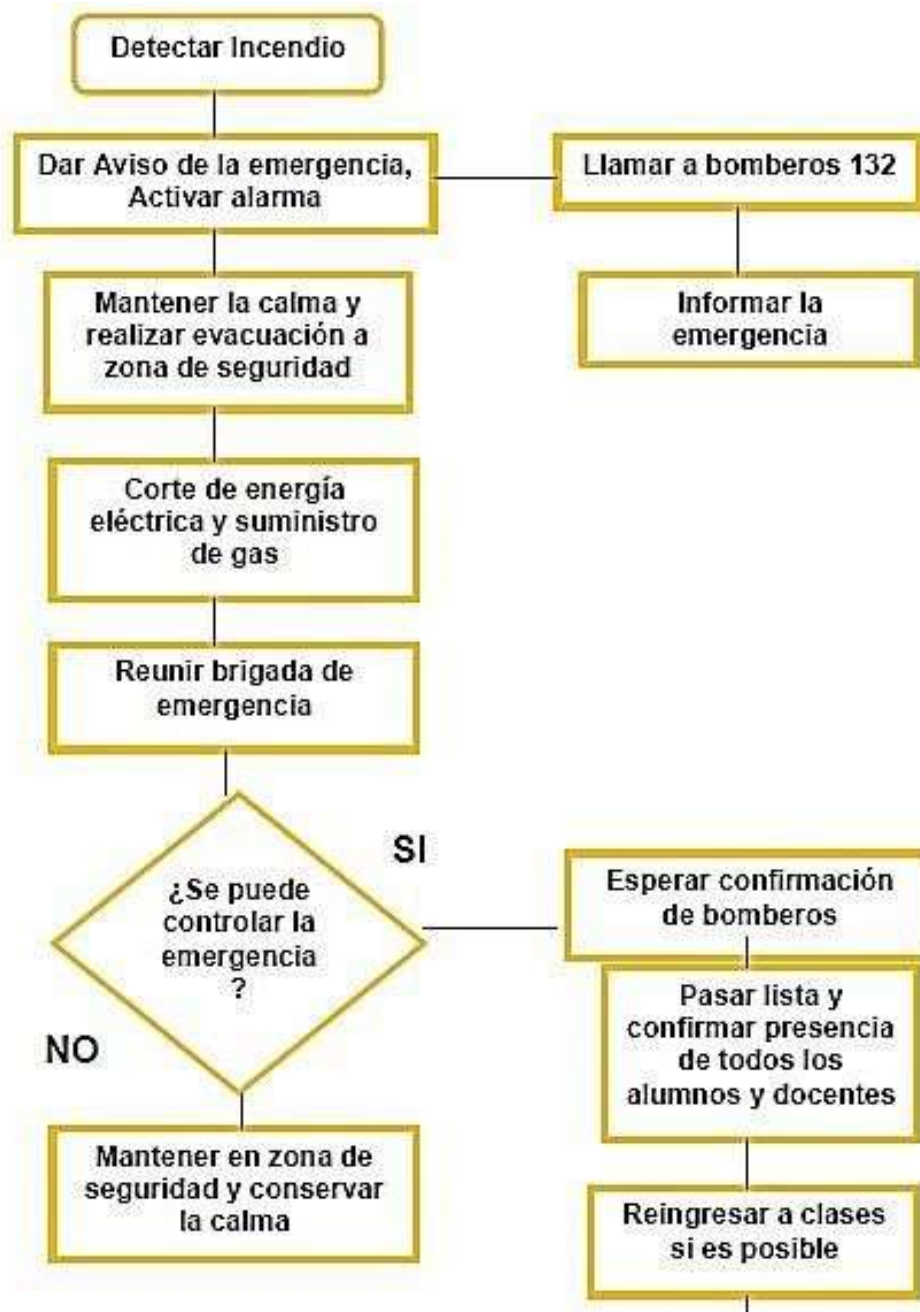 Detectar Incendio
Dar Aviso de la emergencia,
Activar alarma
Llamar a bomberos 132
Informar la
emergencia
Mantener la calma y
realizar evacuación a
zona de seguridad
Corte de energía
eléctrica y suministro
de gas
Reunir brigada de
emergencia
¿Se puede
controlar la
emergencia
?
SI
Esperar confirmación
de bomberos
Pasar lista y
confirmar presencia
de todos los
alumnos y docentes
Reingresar a clases
si es posible
NO
Mantener en zona de
seguridad y conservar
la calma